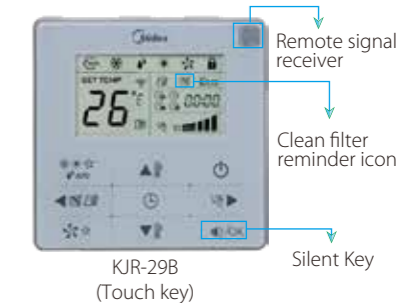 Midea
SET TEMP
26
°C
00:00
Remote signal
receiver
Clean filter
reminder icon
Silent Key
KJR-29B
(Touch key)